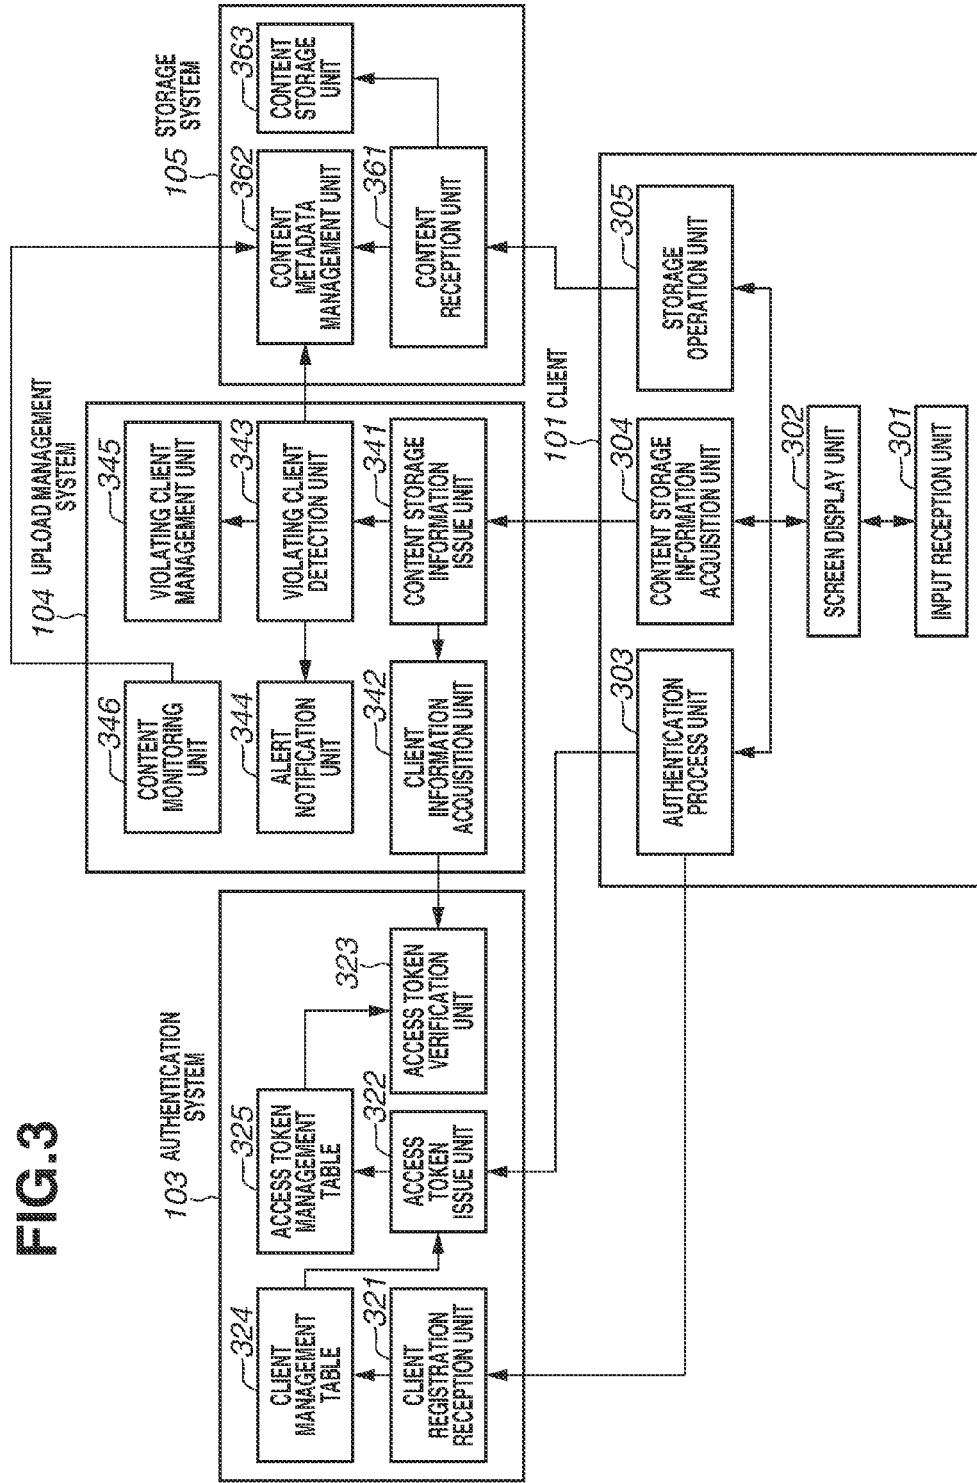 FIG.3
103 AUTHENTICATION
SYSTEM
324
CLIENT
MANAGEMENT
TABLE
325
ACCESS TOKEN
MANAGEMENT
TABLE
321
CLIENT
REGISTRATION
RECEPTION UNIT
322
ACCESS
TOKEN
ISSUE UNIT
323
ACCESS TOKEN
VERIFICATION
UNIT
104 UPLOAD MANAGEMENT
SYSTEM
346
CONTENT
MONITORING
UNIT
345
VIOLATING CLIENT
MANAGEMENT UNIT
344
ALERT
NOTIFICATION
UNIT
343
VIOLATING CLIENT
DETECTION UNIT
342
CLIENT
INFORMATION
ACQUISITION UNIT
341
CONTENT STORAGE
INFORMATION
ISSUE UNIT
105 STORAGE
SYSTEM
362
CONTENT
METADATA
MANAGEMENT UNIT
363
CONTENT
STORAGE
UNIT
361
CONTENT
RECEPTION UNIT
101 CLIENT
303
AUTHENTICATION
PROCESS UNIT
304
CONTENT STORAGE
INFORMATION
ACQUISITION UNIT
305
STORAGE
OPERATION UNIT
302
SCREEN DISPLAY UNIT
301
INPUT RECEPTION UNIT